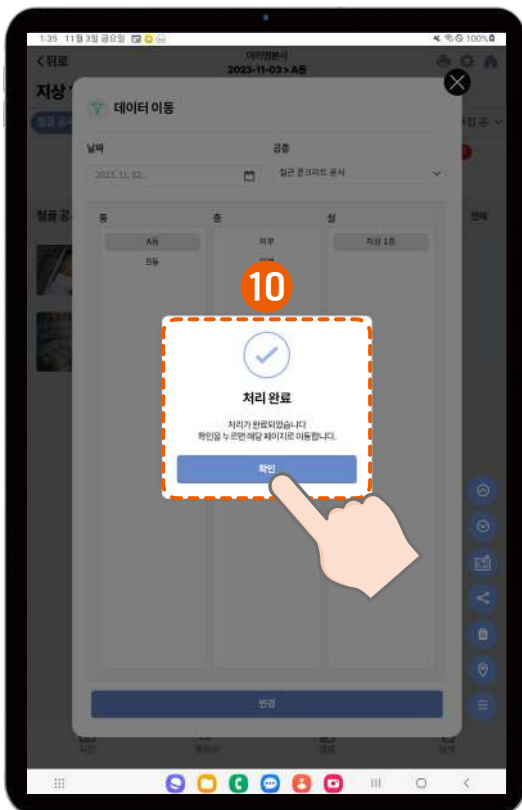 1:35 11월 3일 금요일
100%
<뒤로
2023-11-03 > A동
지상
데이터 이동
날짜
공종
2023. 11. 02.
철근 콘크리트 공사
철골 공
동
층
실
A동
외부
지상 1층
B동
10
처리 완료
처리가 완료되었습니다
확인을 누르면 해당 페이지로 이동합니다.
확인
변경